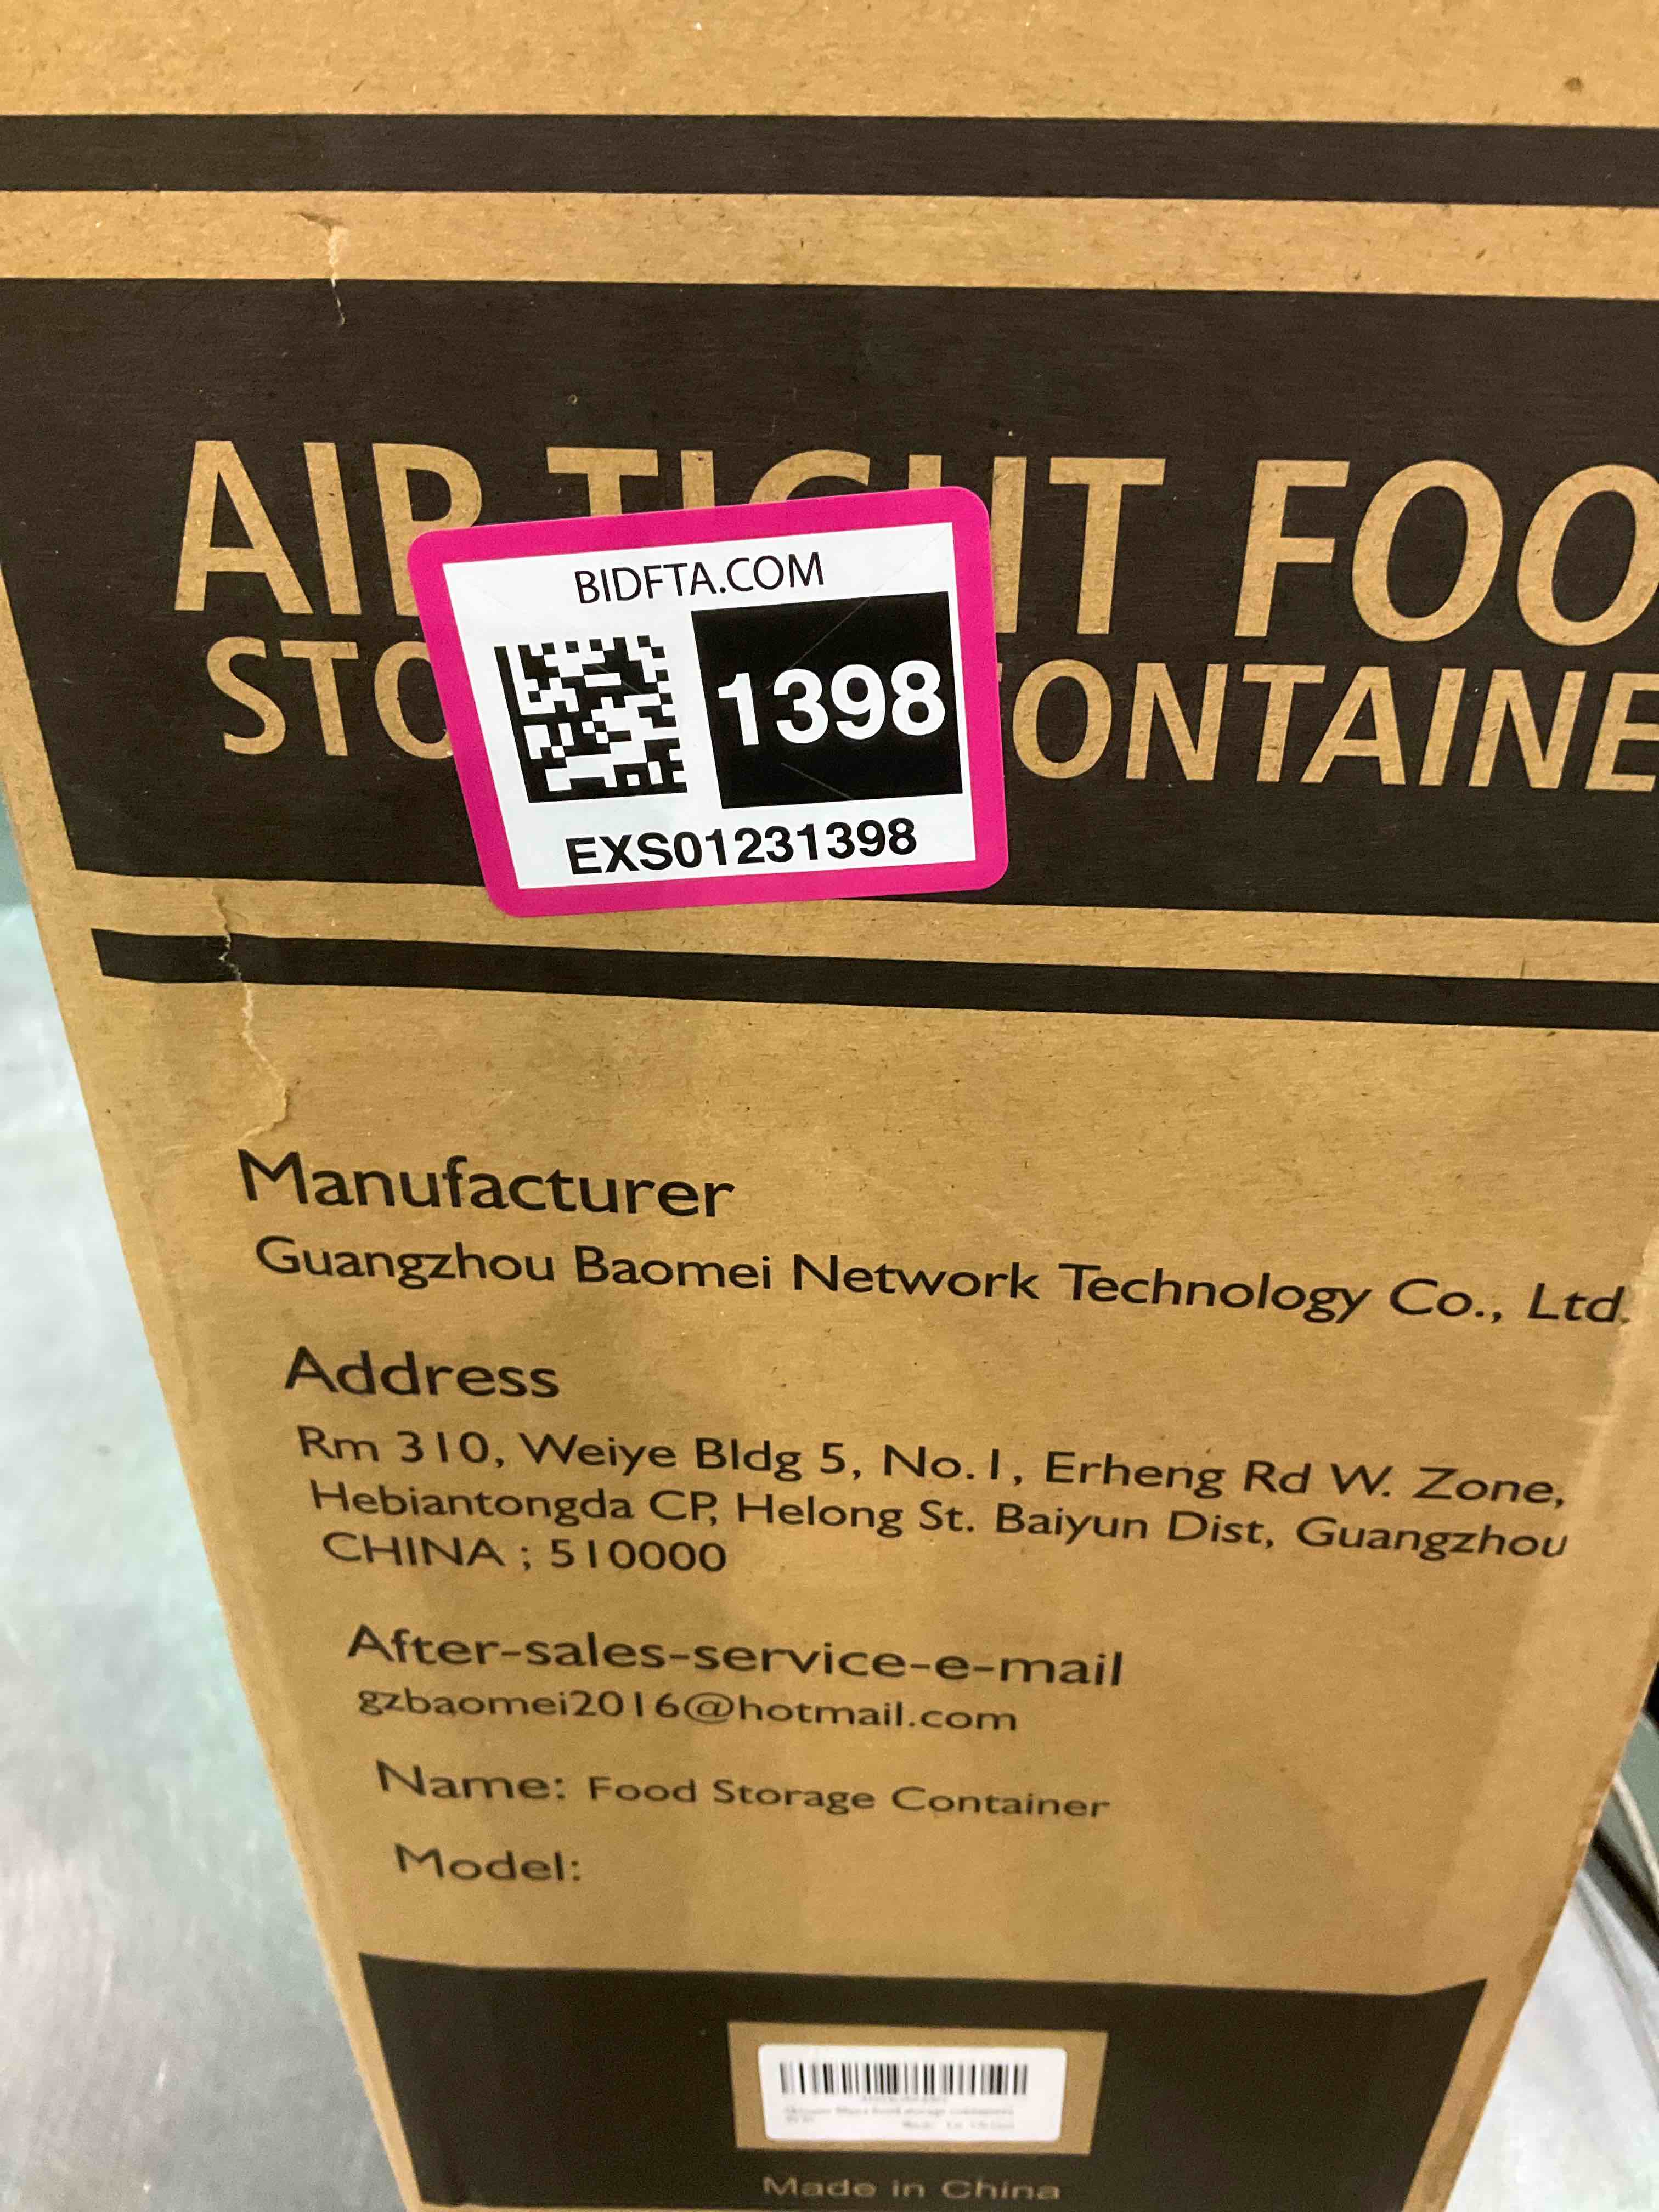 AIR TIGHT FOO
STO ONTAINE
BIDFTA.COM
1398
EXS01231398
Manufacturer
Guangzhou Baomei Network Technology Co., Ltd.
Address
Rm 310, Weiye Bldg 5, No.1, Erheng Rd W. Zone,
Hebiantongda CP, Helong St. Baiyun Dist, Guangzhou
CHINA ; 510000
After-sales-service-e-mail
gzbaomei2016@hotmail.com
Name: Food Storage Container
Model:
Made in China